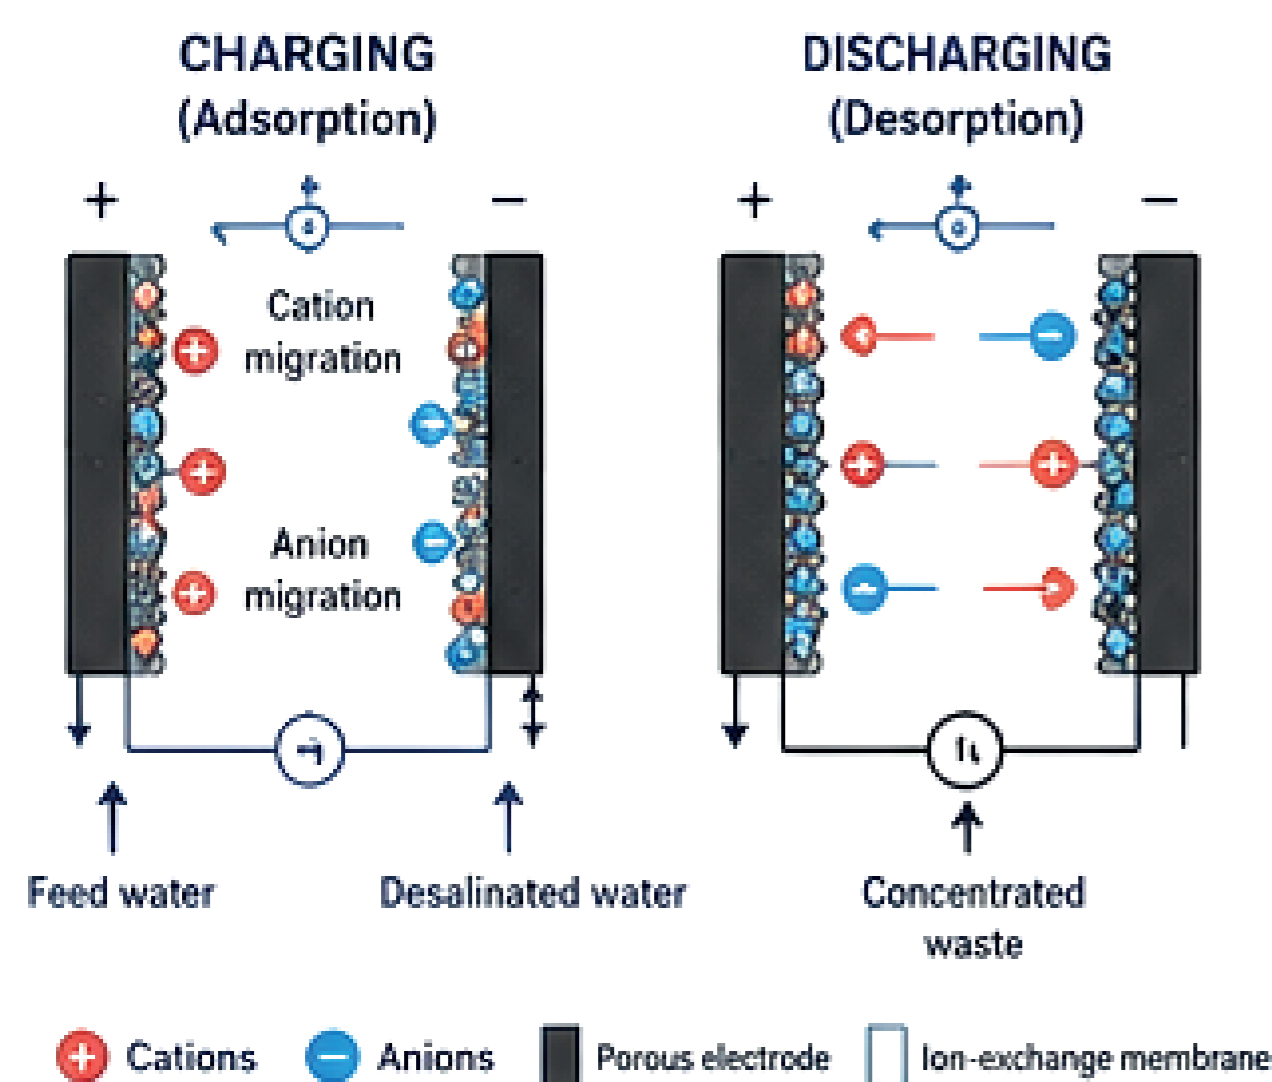 CHARGING
(Adsorption)
+ −
Cation
migration
+
−
+
Anion
migration
−
+
Feed water
Desalinated water
DISCHARGING
(Desorption)
+ −
−
+ +
−
Concentrated
waste
+ Cations
− Anions
Porous electrode
Ion-exchange membrane